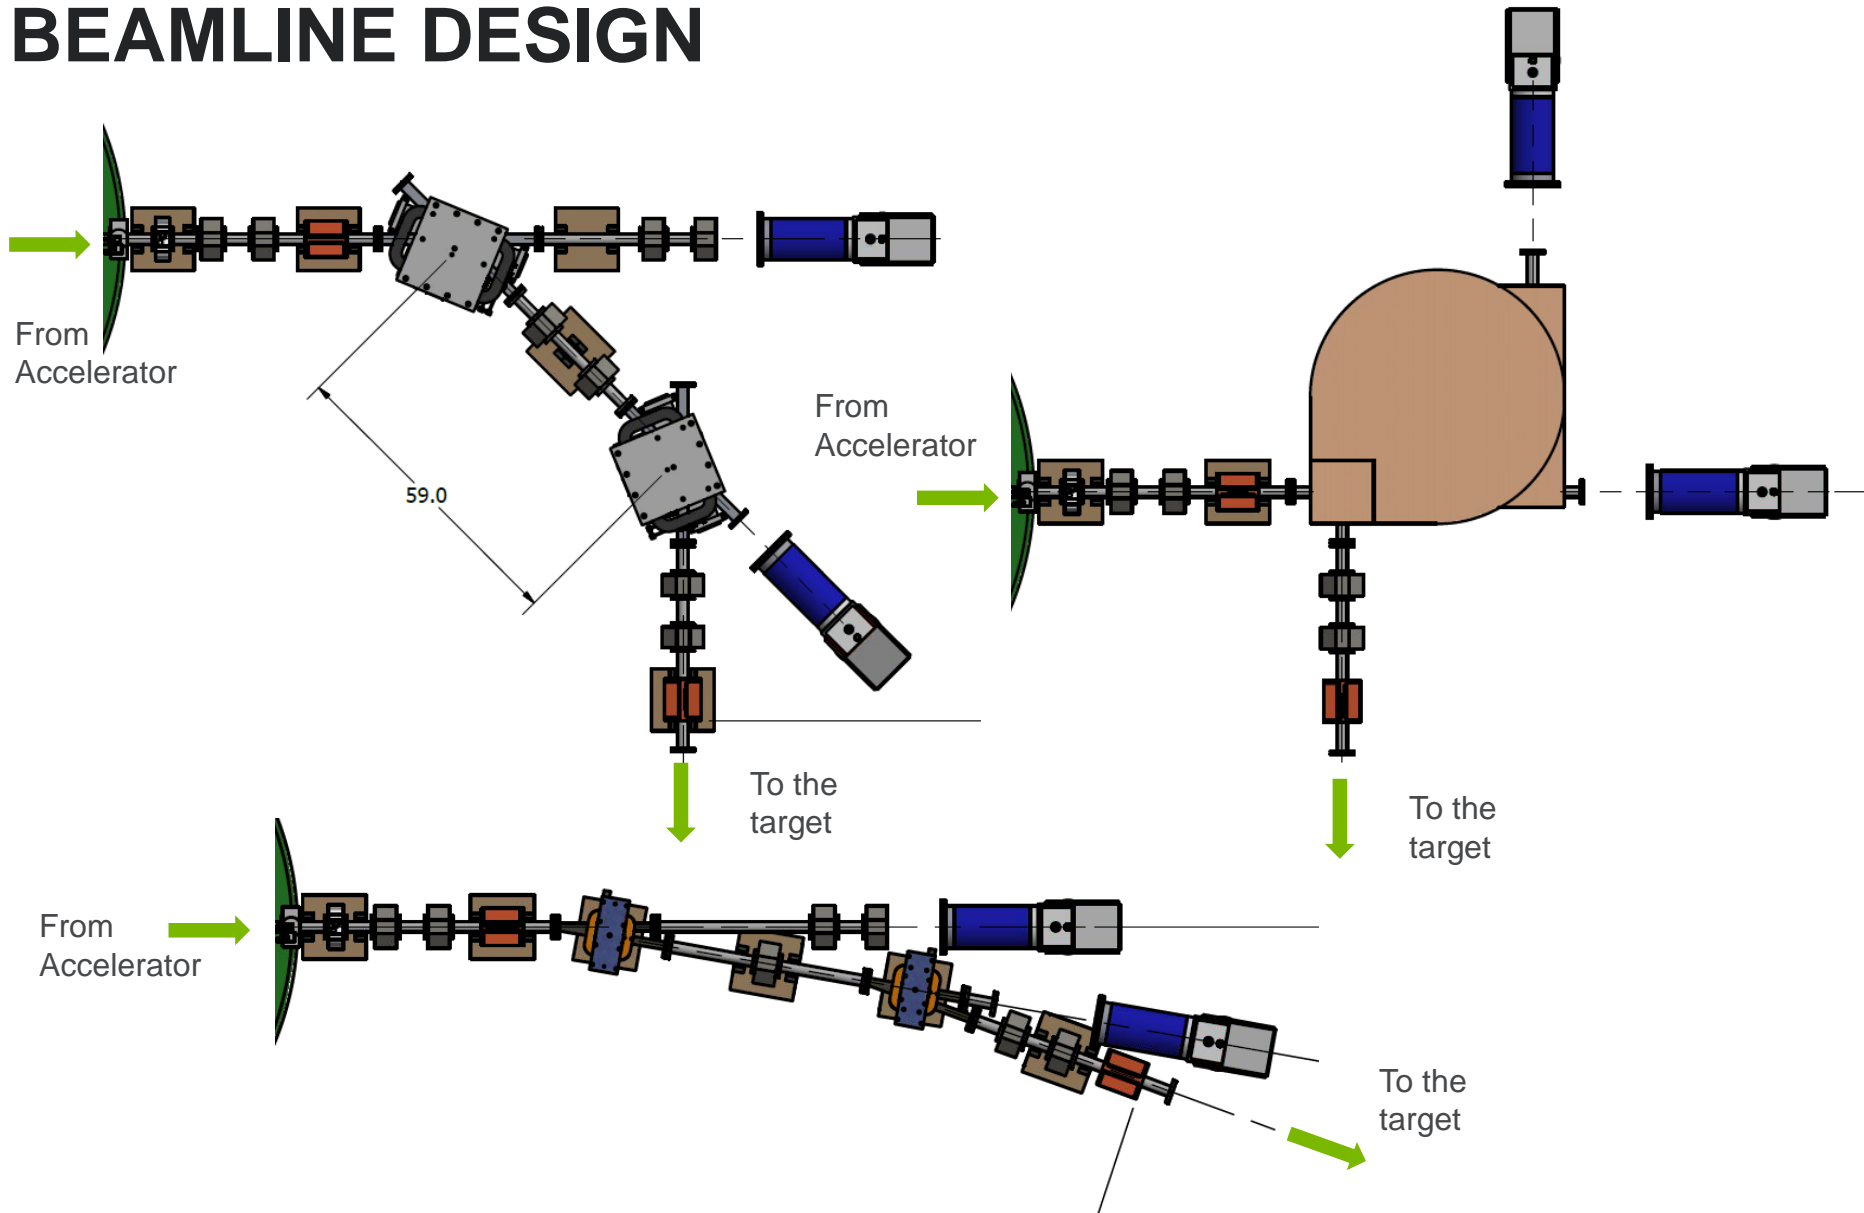 BEAMLINE DESIGN
From
Accelerator
59.0
To the
target
From
Accelerator
To the
target
From
Accelerator
To the
target